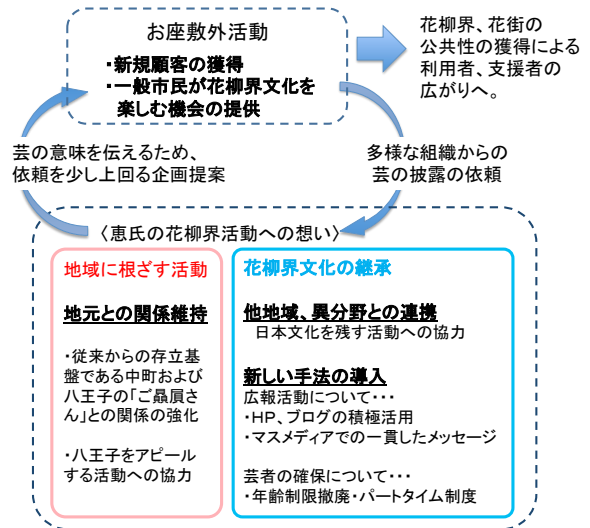 お座敷外活動
・新規顧客の獲得
・一般市民が花柳界文化を
楽しむ機会の提供
花柳界、花街の
公共性の獲得による
利用者、支援者の
広がりへ。
芸の意味を伝えるため、
依頼を少し上回る企画提案
多様な組織からの
芸の披露の依頼
〈恵氏の花柳界活動への想い〉
地域に根ざす活動
地元との関係維持
・従来からの存立基
盤である中町および
八王子の「ご贔屓さ
ん」との関係の強化
・八王子をアピール
する活動への協力
花柳界文化の継承
他地域、異分野との連携
日本文化を残す活動への協力
新しい手法の導入
広報活動について・・・
・HP、ブログの積極活用
・マスメディアでの一貫したメッセージ
芸者の確保について・・・
・年齢制限撤廃・パートタイム制度